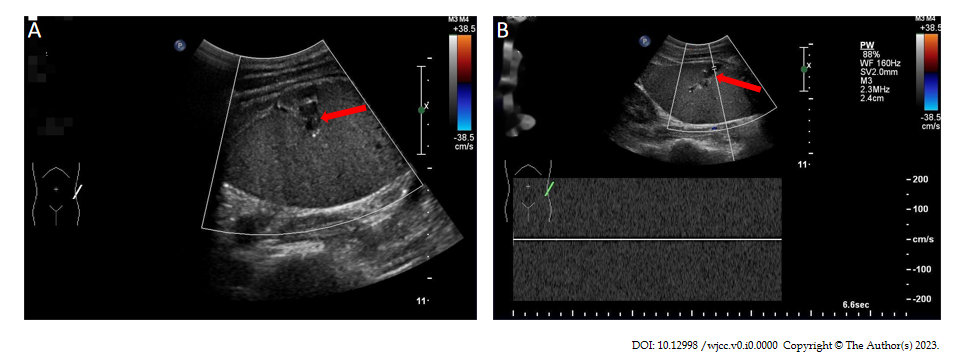 A
M3 M4
+38.5
-38.5
cm/s
P
X
11
B
M3 M4
+38.5
-38.5
cm/s
P
X
PW
88%
WF 160Hz
SV2.0mm
M3
2.3MHz
2.4cm
11
200
100
cm/s
-100
-200
6.6sec
DOI: 10.12998 /wjcc.v0.i0.0000 Copyright © The Author(s) 2023.